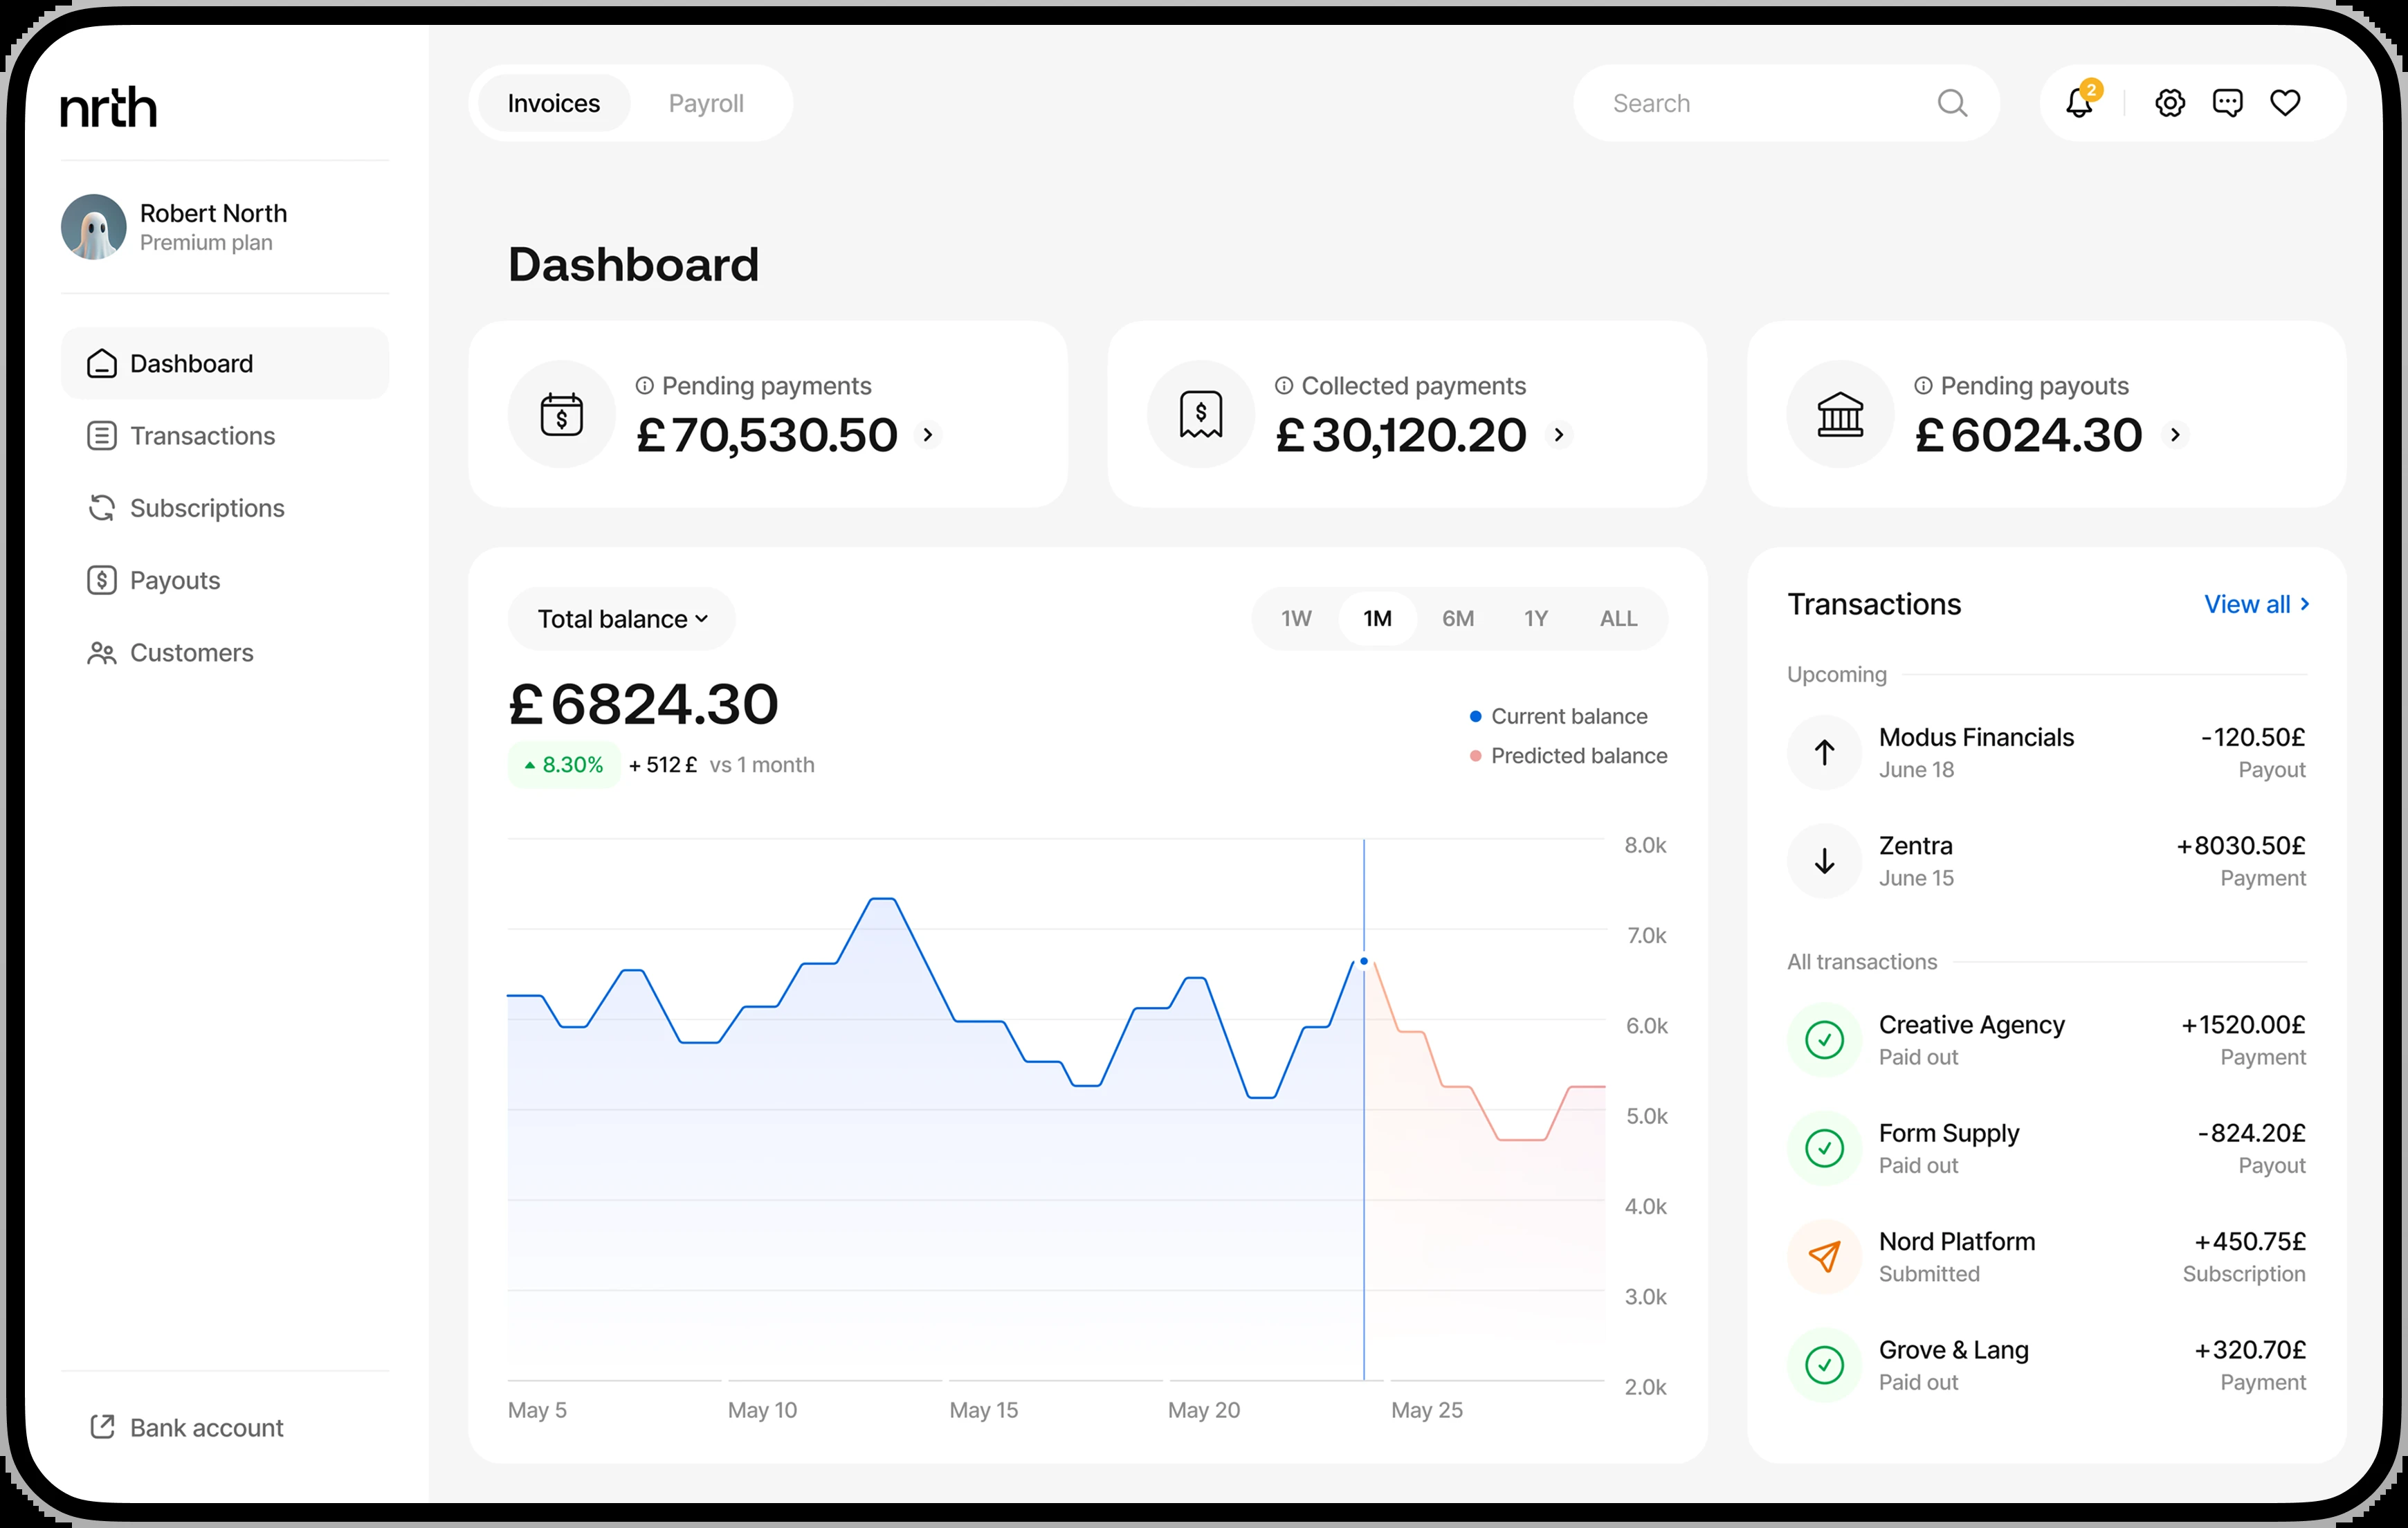 nrth
Robert North
Premium plan
Dashboard
Transactions
Subscriptions
Payouts
Customers
Bank account
Invoices
Payroll
Search
2
Dashboard
Pending payments
£70,530.50
Collected payments
£30,120.20
Pending payouts
£6024.30
Total balance
1W 1M 6M 1Y ALL
£6824.30
8.30% + 512 £ vs 1 month
Current balance
Predicted balance
8.0k
7.0k
6.0k
5.0k
4.0k
3.0k
2.0k
May 5 May 10 May 15 May 20 May 25
Transactions View all
Upcoming
Modus Financials -120.50£
June 18 Payout
Zentra +8030.50£
June 15 Payment
All transactions
Creative Agency +1520.00£
Paid out Payment
Form Supply -824.20£
Paid out Payout
Nord Platform +450.75£
Submitted Subscription
Grove & Lang +320.70£
Paid out Payment